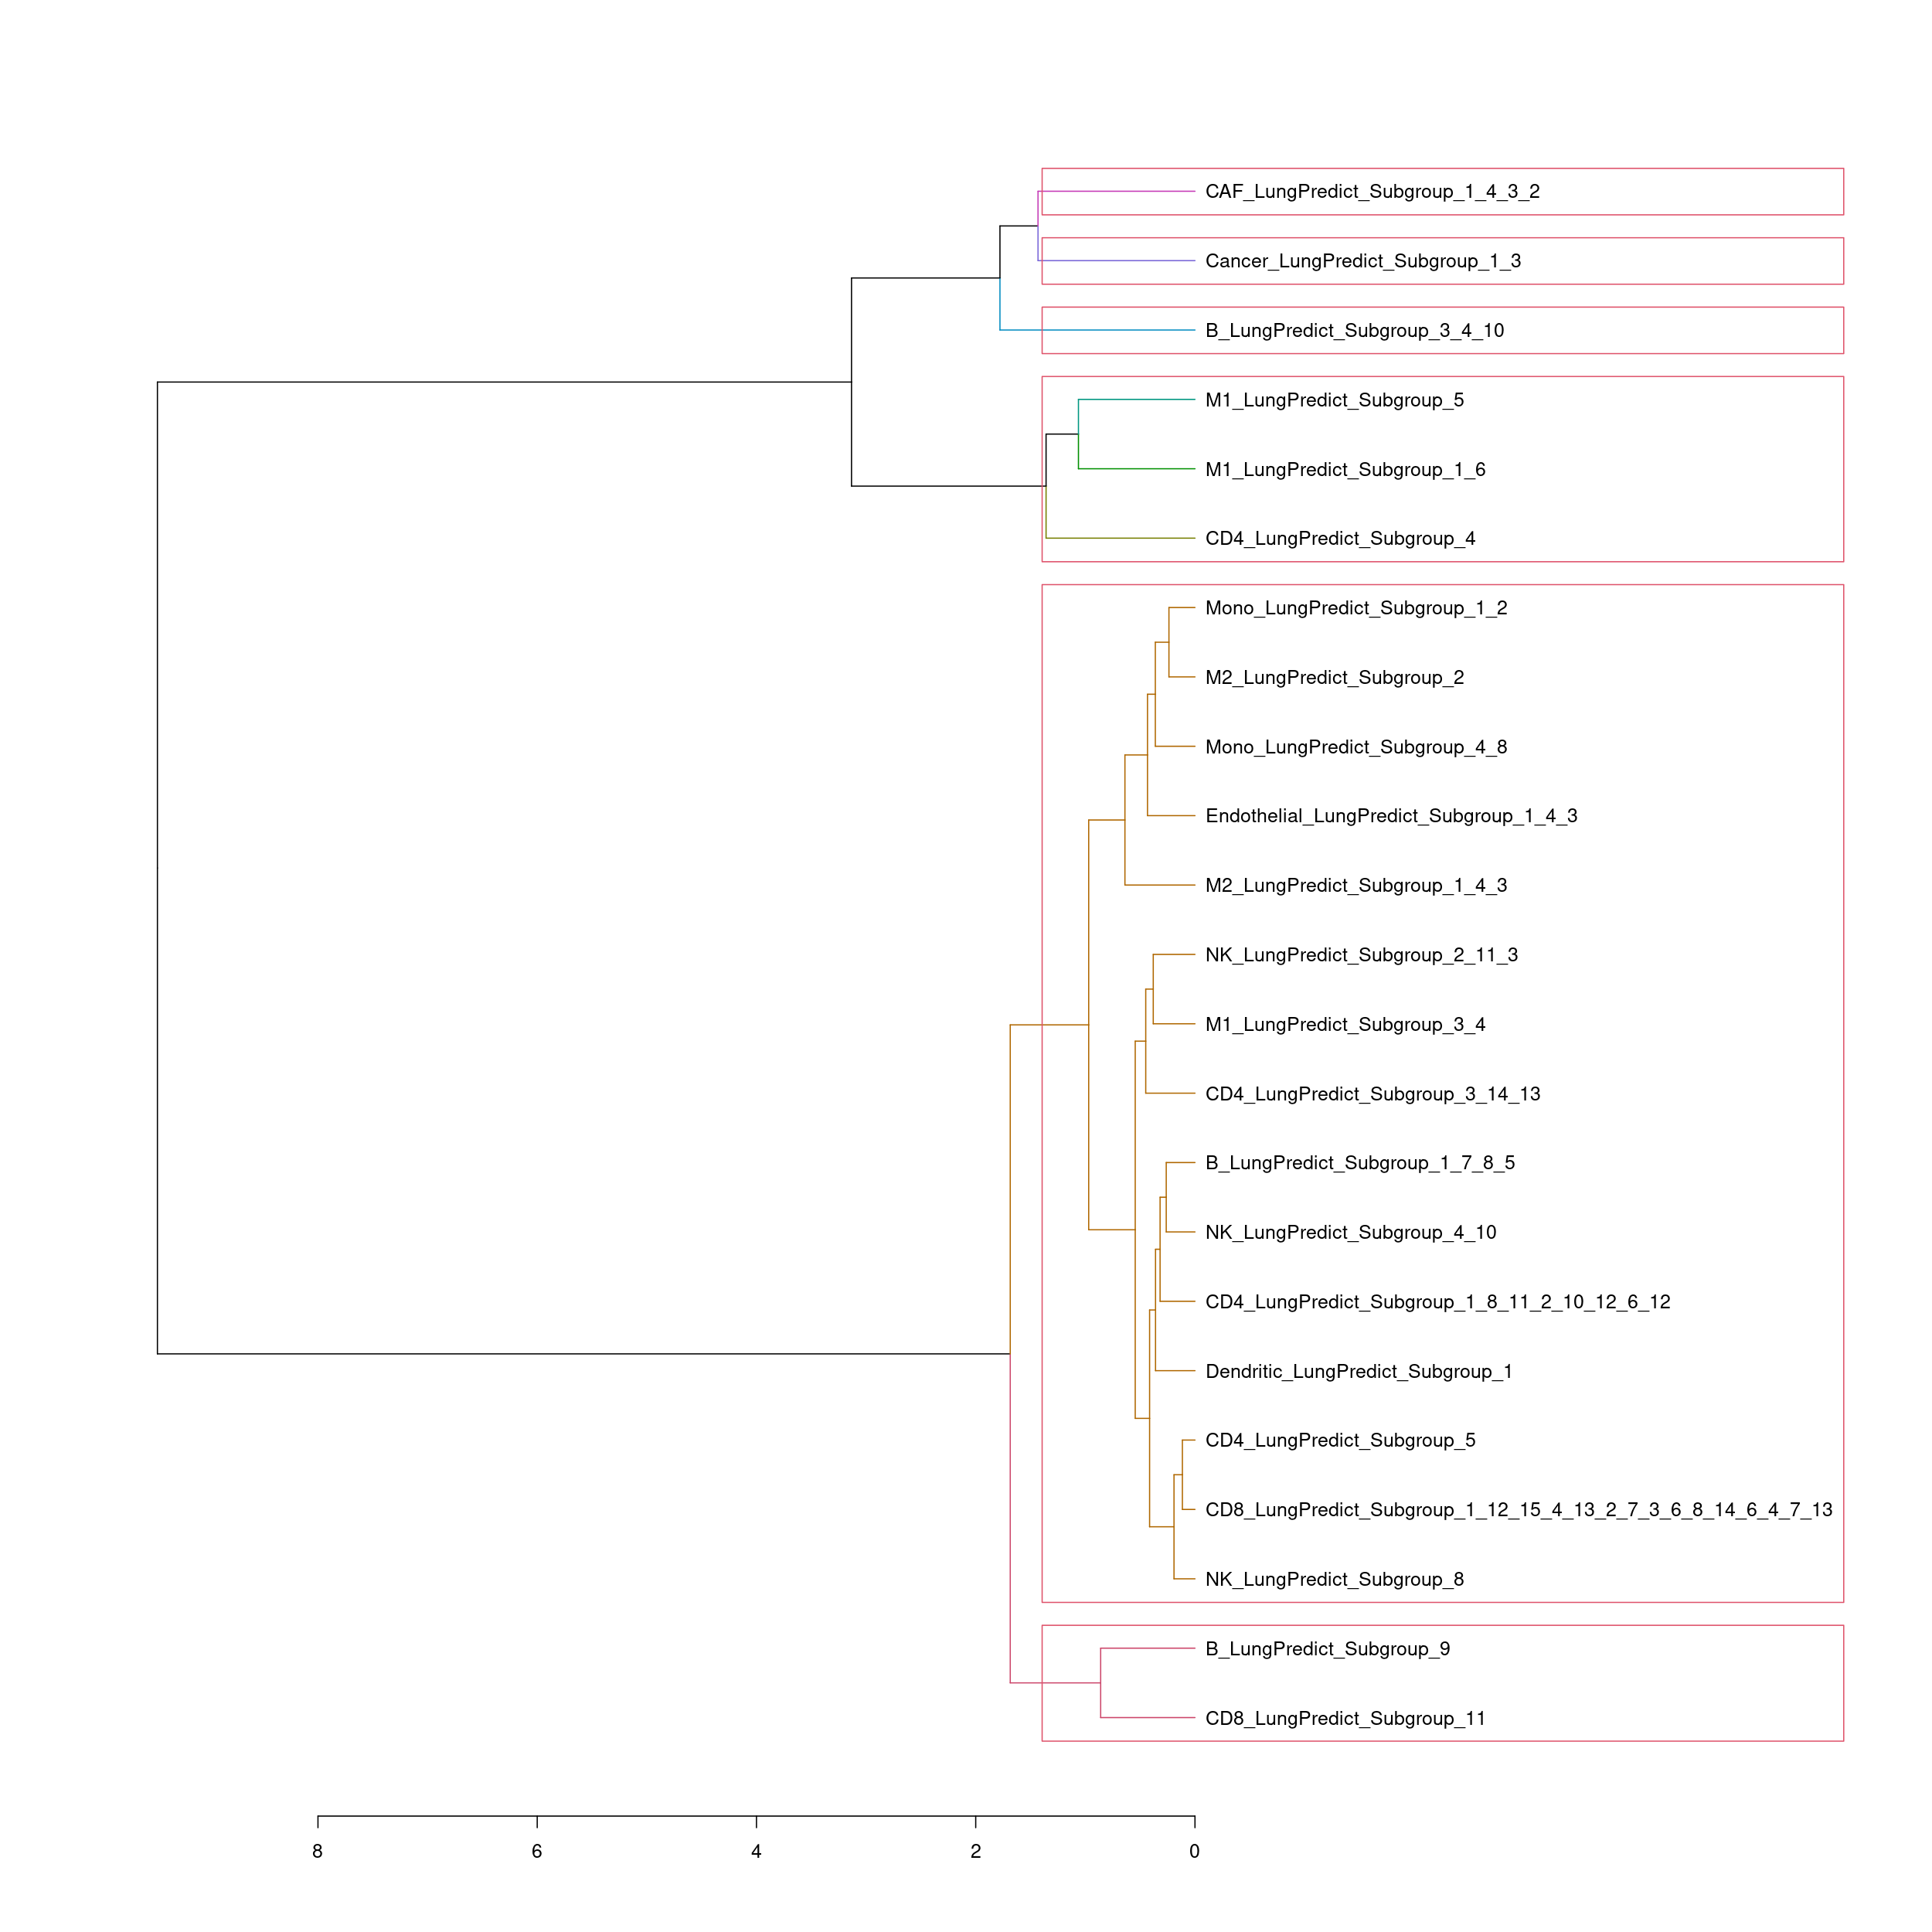 CAF_LungPredict_Subgroup_1_4_3_2
Cancer_LungPredict_Subgroup_1_3
B_LungPredict_Subgroup_3_4_10
M1_LungPredict_Subgroup_5
M1_LungPredict_Subgroup_1_6
CD4_LungPredict_Subgroup_4
Mono_LungPredict_Subgroup_1_2
M2_LungPredict_Subgroup_2
Mono_LungPredict_Subgroup_4_8
Endothelial_LungPredict_Subgroup_1_4_3
M2_LungPredict_Subgroup_1_4_3
NK_LungPredict_Subgroup_2_11_3
M1_LungPredict_Subgroup_3_4
CD4_LungPredict_Subgroup_3_14_13
B_LungPredict_Subgroup_1_7_8_5
NK_LungPredict_Subgroup_4_10
CD4_LungPredict_Subgroup_1_8_11_2_10_12_6_12
Dendritic_LungPredict_Subgroup_1
CD4_LungPredict_Subgroup_5
CD8_LungPredict_Subgroup_1_12_15_4_13_2_7_3_6_8_14_6_4_7_13
NK_LungPredict_Subgroup_8
B_LungPredict_Subgroup_9
CD8_LungPredict_Subgroup_11
8 6 4 2 0